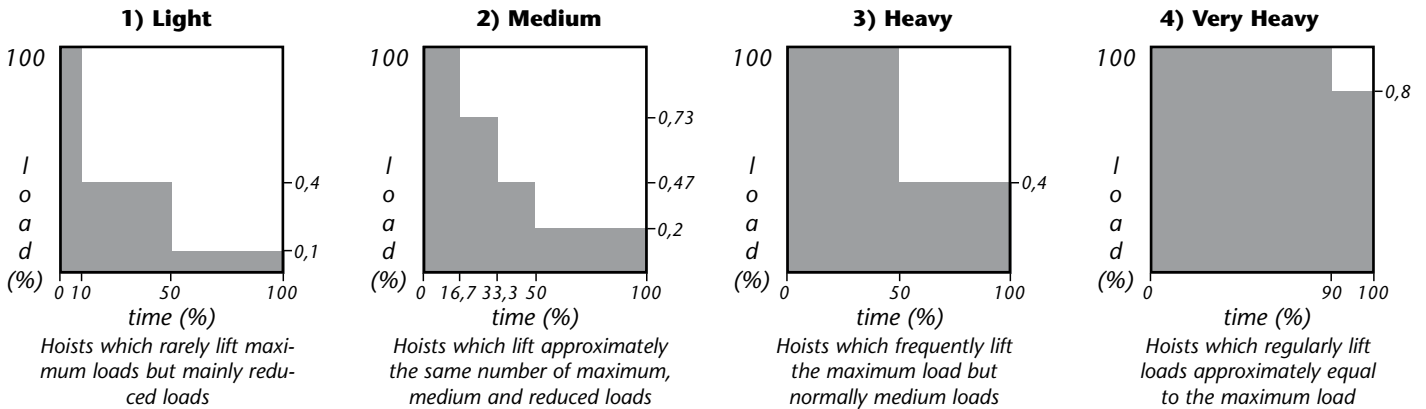 1) Light
100
l
o
a
d
(%)
0,4
0,1
0 10 50 100
time (%)
Hoists which rarely lift maxi-
mum loads but mainly redu-
ced loads
2) Medium
100
l
o
a
d
(%)
0,73
0,47
0,2
0 16,7 33,3 50 100
time (%)
Hoists which lift approximately
the same number of maximum,
medium and reduced loads
3) Heavy
100
l
o
a
d
(%)
0,4
0 50 100
time (%)
Hoists which frequently lift
the maximum load but
normally medium loads
4) Very Heavy
100
l
o
a
d
(%)
0,8
0 90 100
time (%)
Hoists which regularly lift
loads approximately equal
to the maximum load